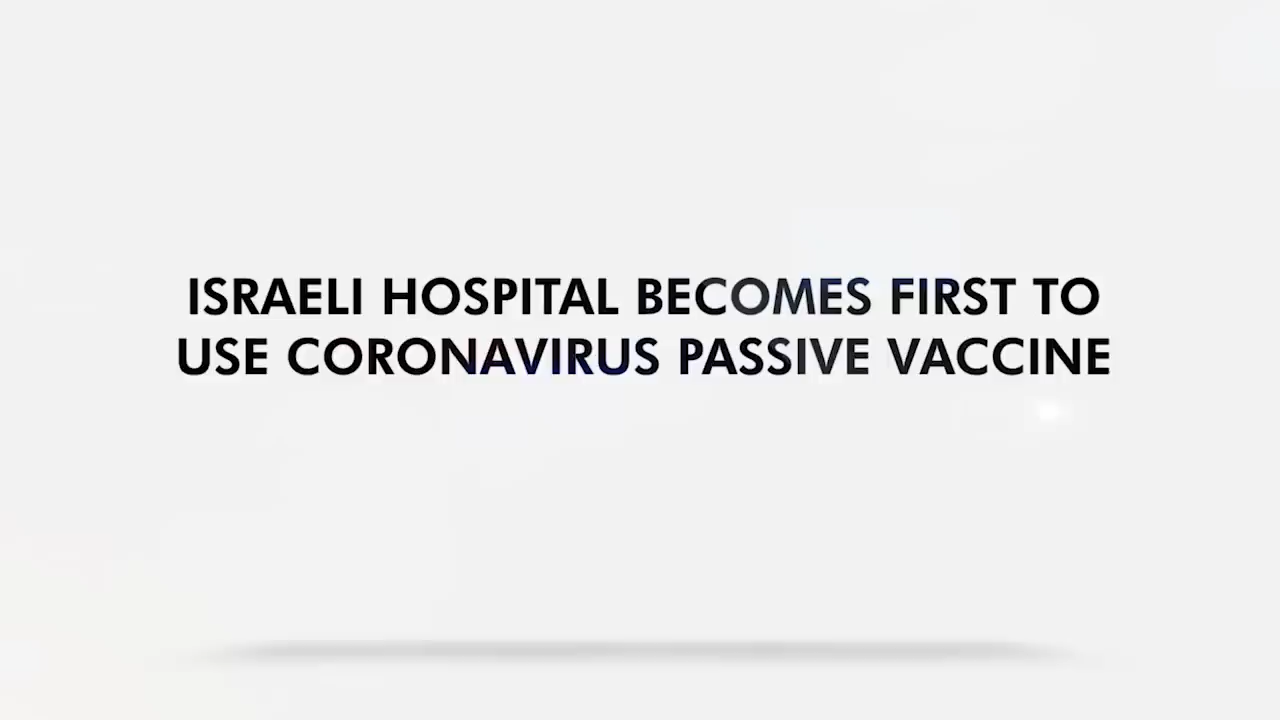 ISRAELI HOSPITAL BECOMES FIRST TO
USE CORONAVIRUS PASSIVE VACCINE